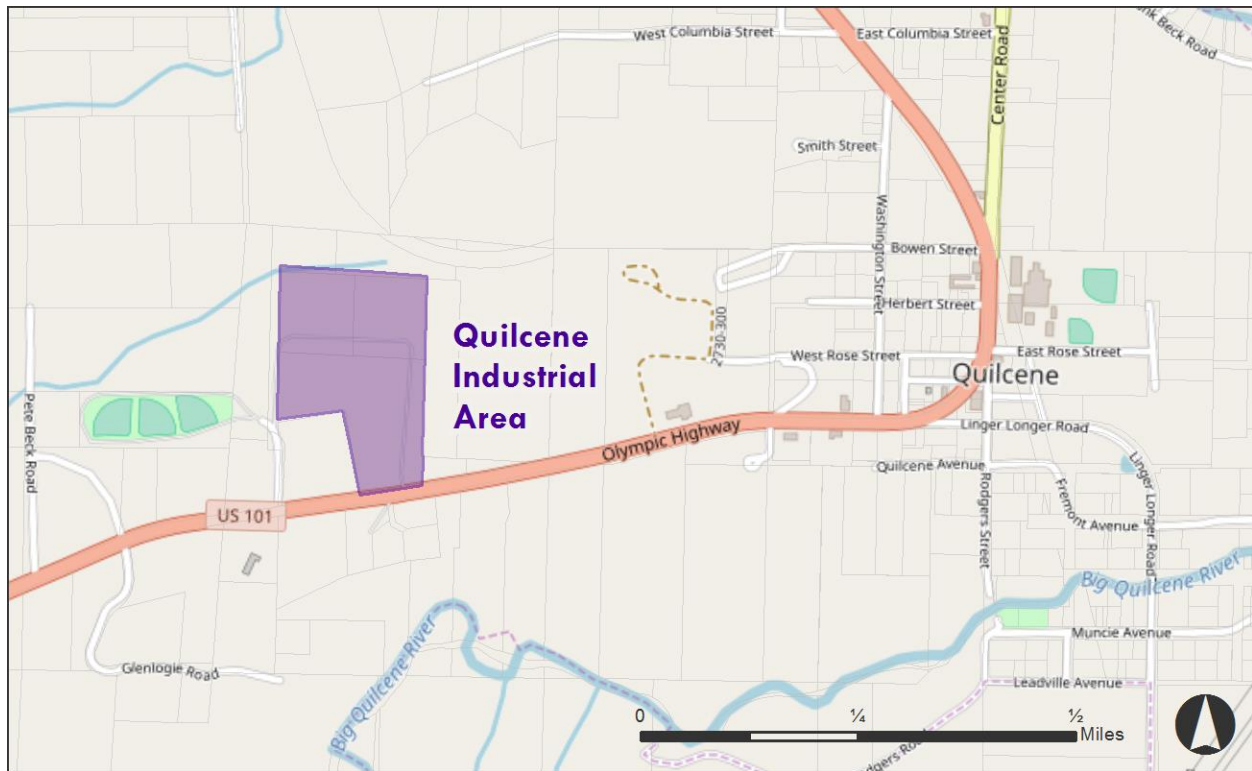 West Columbia Street
East Columbia Street
Beck Road
Center Road
Smith Street
Washington Street
Bowen Street
Herbert Street
2730-300
West Rose Street
East Rose Street
Quilcene
Quilcene
Industrial
Area
Pete Beck Road
Olympic Highway
Linger Longer Road
Quilcene Avenue
Linger Longer Road
Rodgers Street
Fremont Avenue
US 101
Big Quilcene River
Muncie Avenue
Glenlogie Road
Leadville Avenue
Big Quilcene River
0 ¼ ½
Miles
Road